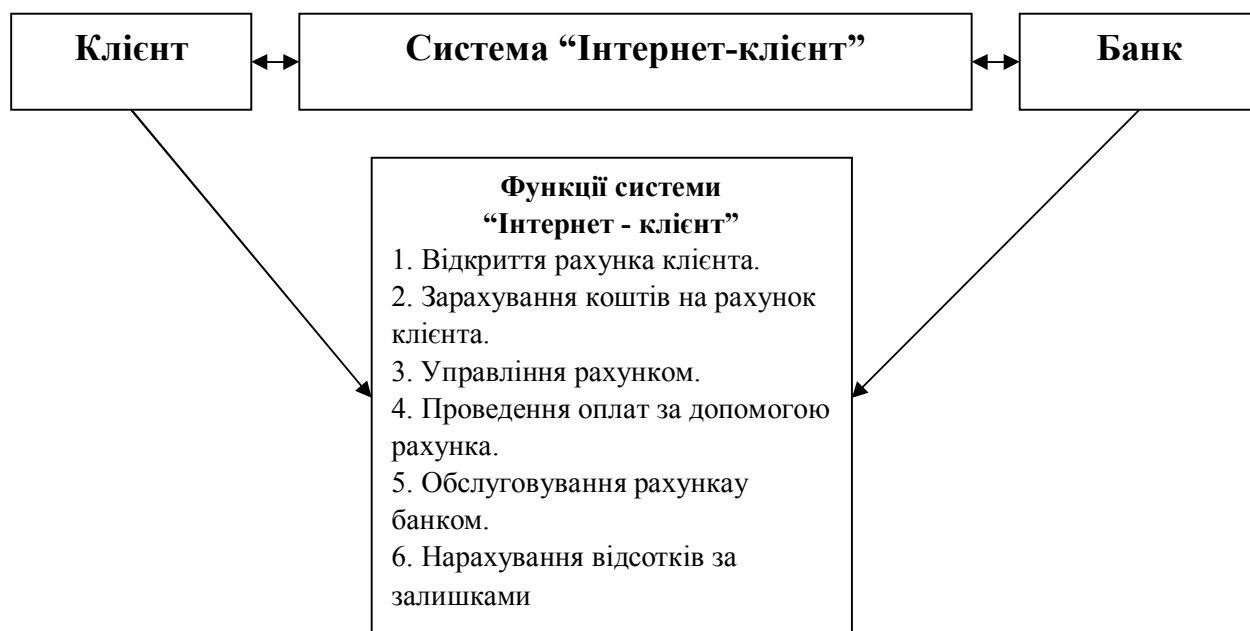 Клієнт
Система “Інтернет-клієнт”
Банк
Функції системи
“Інтернет - клієнт”
1. Відкриття рахунка клієнта.
2. Зарахування коштів на рахунок
клієнта.
3. Управління рахунком.
4. Проведення оплат за допомогою
рахунка.
5. Обслуговування рахункау
банком.
6. Нарахування відсотків за
залишками